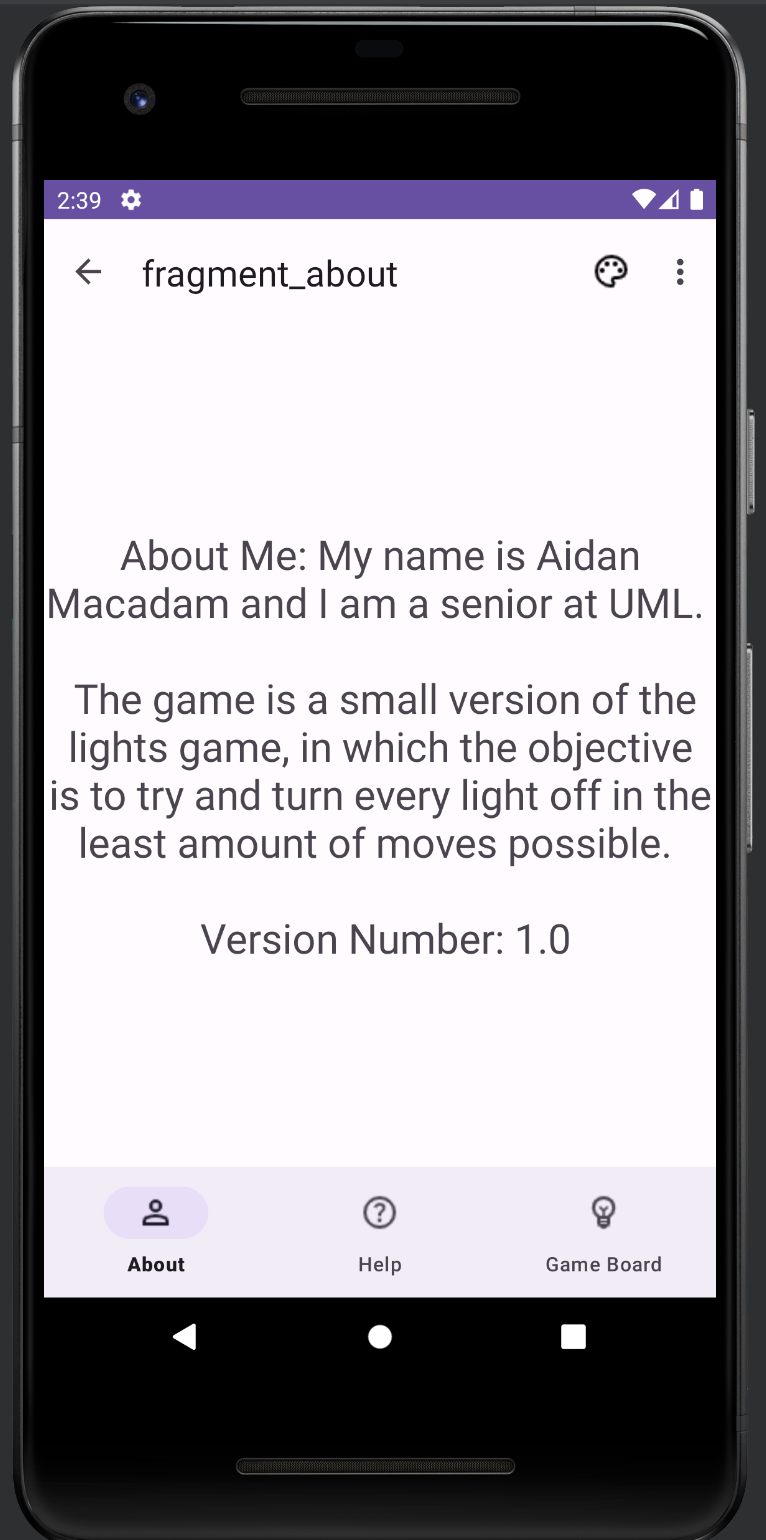 2:39
fragment_about
About Me: My name is Aidan
Macadam and I am a senior at UML.
The game is a small version of the
lights game, in which the objective
is to try and turn every light off in the
least amount of moves possible.
Version Number: 1.0
About
Help
Game Board